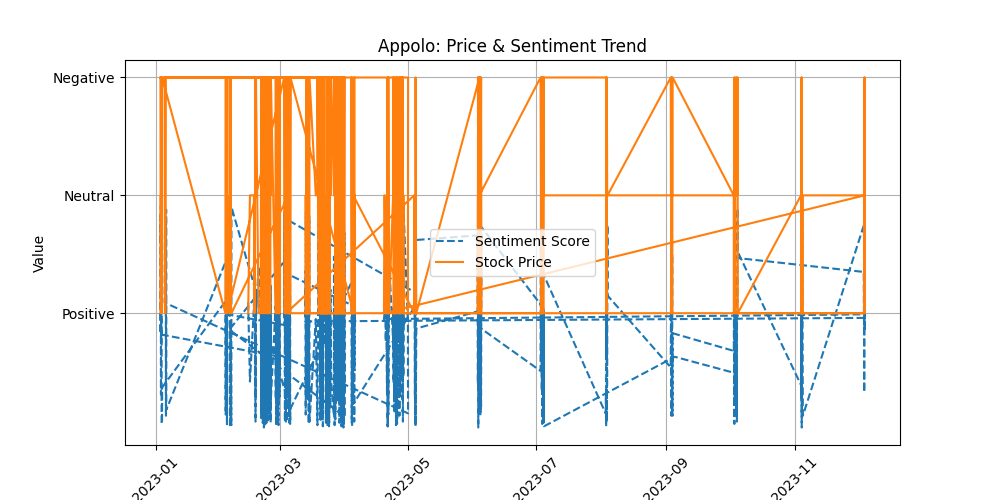 Appolo: Price & Sentiment Trend
Negative
Neutral
Positive
Value
Sentiment Score
Stock Price
2023-01
2023-03
2023-05
2023-07
2023-09
2023-11